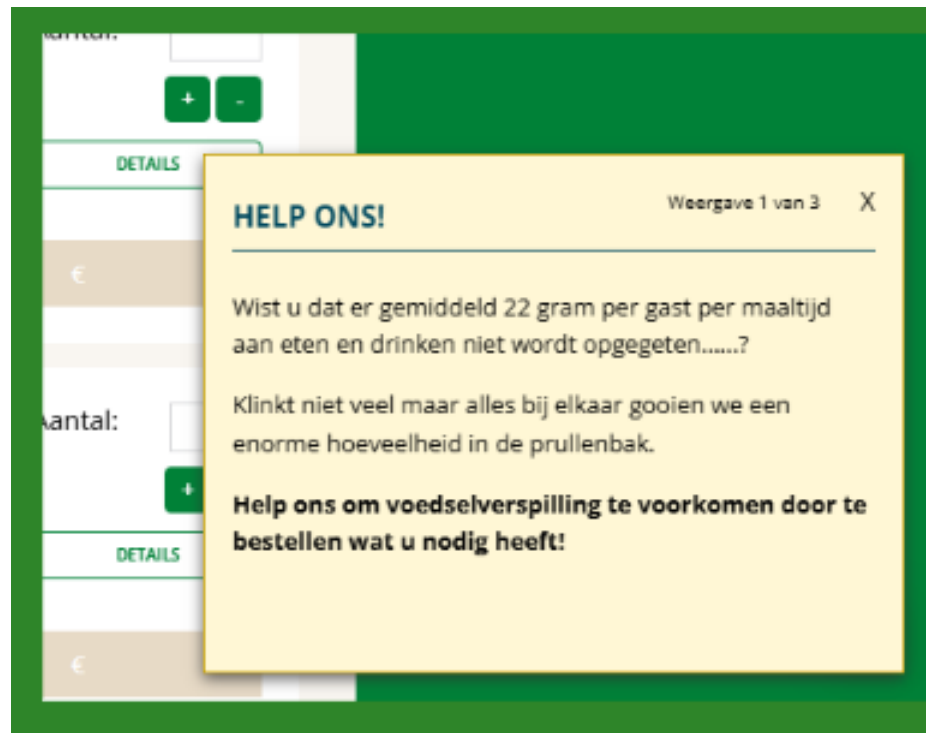 Aantal:
+ -
DETAILS
HELP ONS!
Weergave 1 van 3 X
€
Wist u dat er gemiddeld 22 gram per gast per maaltijd
aan eten en drinken niet wordt opgegeten......?
Aantal:
Klinkt niet veel maar alles bij elkaar gooien we een
enorme hoeveelheid in de prullenbak.
+
Help ons om voedselverspilling te voorkomen door te
bestellen wat u nodig heeft!
DETAILS
€